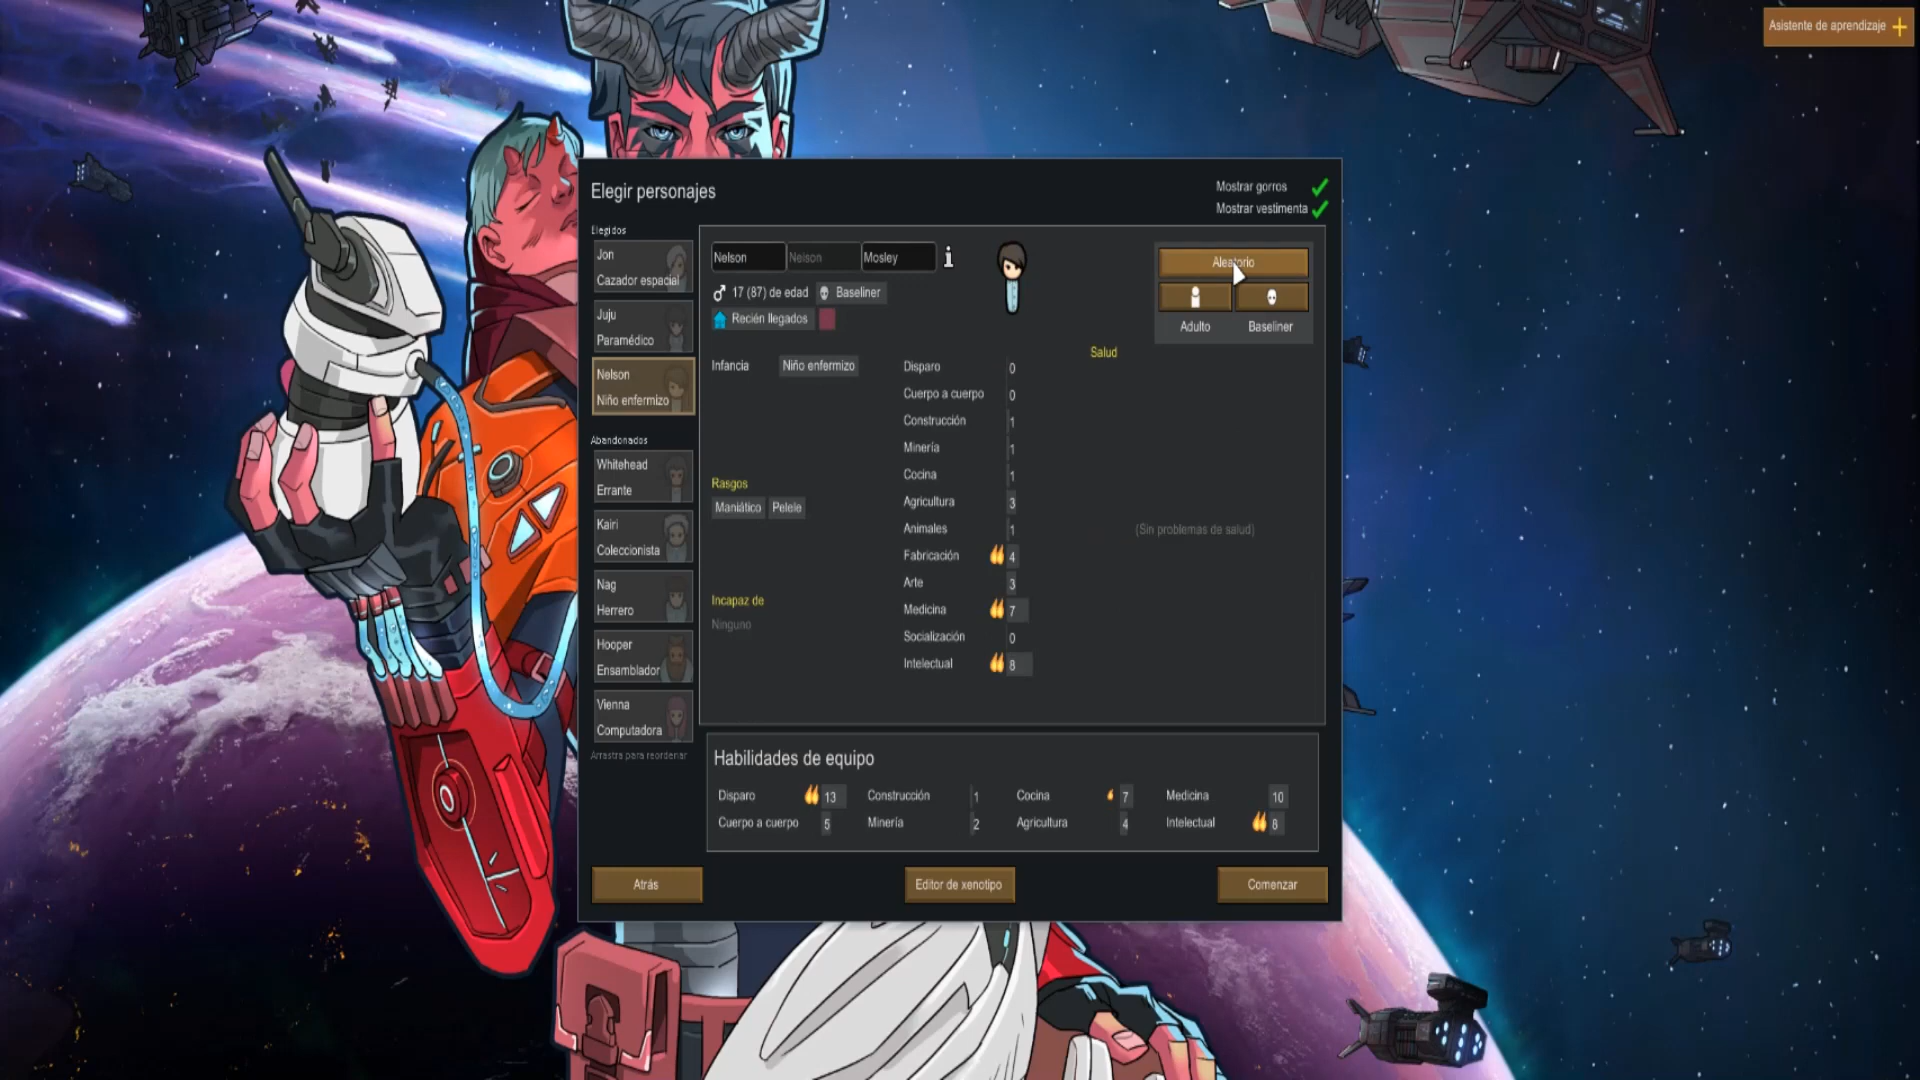 Asistente de aprendizaje
Elegir personajes
Mostrar gorros
Mostrar vestimenta
Elegidos
Jon
Cazador espacial
Juju
Paramédico
Nelson
Niño enfermizo
Abandonados
Whitehead
Errante
Kairi
Coleccionista
Nag
Herrero
Hooper
Ensamblador
Vienna
Computadora
Arrastra para reordenar
Nelson Nelson Mosley
17 (87) de edad Baseliner
Recién llegados
Aleatorio
Adulto Baseliner
Infancia Niño enfermizo
Rasgos
Maniático Pelele
Incapaz de
Ninguno
Disparo 0
Cuerpo a cuerpo 0
Construcción 1
Minería 1
Cocina 1
Agricultura 3
Animales 1
Fabricación 4
Arte 3
Medicina 7
Socialización 0
Intelectual 8
Salud
(Sin problemas de salud)
Habilidades de equipo
Disparo 13 Construcción 1 Cocina 7 Medicina 10
Cuerpo a cuerpo 5 Minería 2 Agricultura 4 Intelectual 8
Atrás
Editor de xenotipo
Comenzar